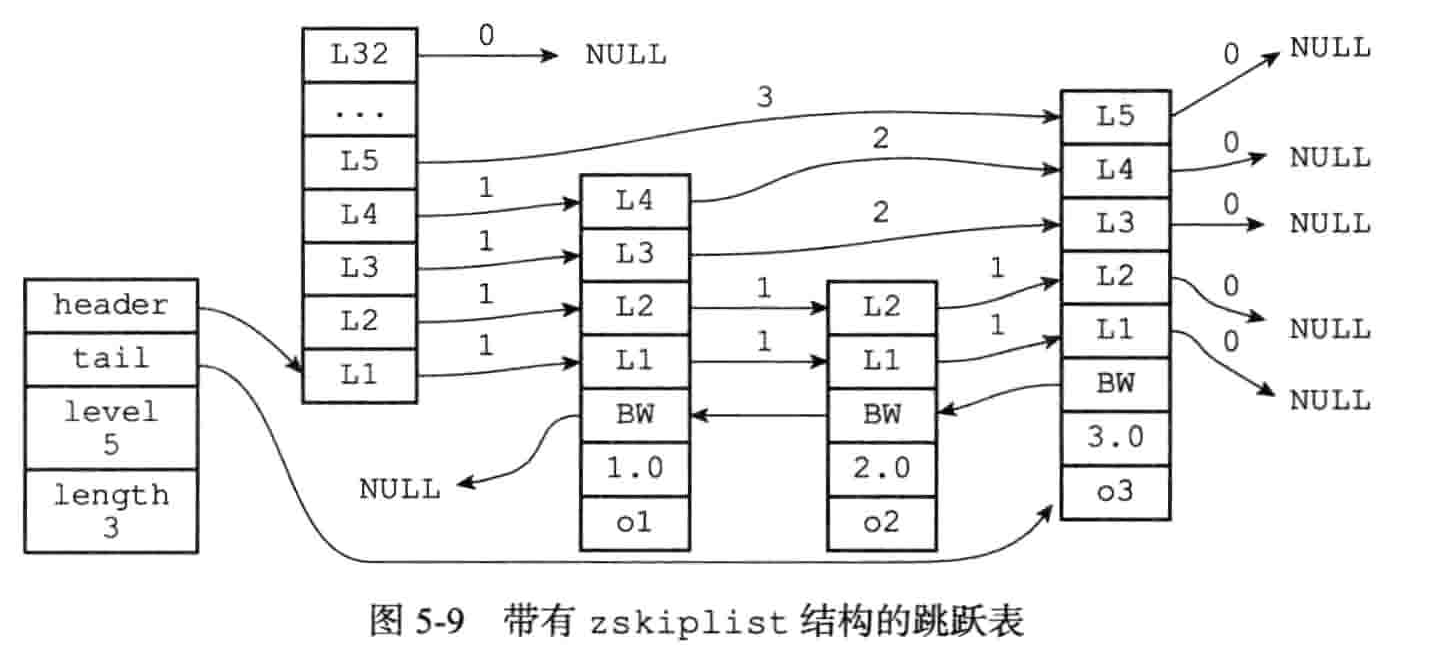 header
tail
level
5
length
3
L32
...
L5
L4
L3
L2
L1
0
NULL
3
1
1
1
1
L4
L3
L2
L1
BW
1.0
o1
NULL
2
2
1
1
L2
L1
BW
2.0
o2
1
1
L5
L4
L3
L2
L1
BW
3.0
o3
0
NULL
0
NULL
0
NULL
0
NULL
0
NULL
图 5-9 带有 zskiplist 结构的跳跃表